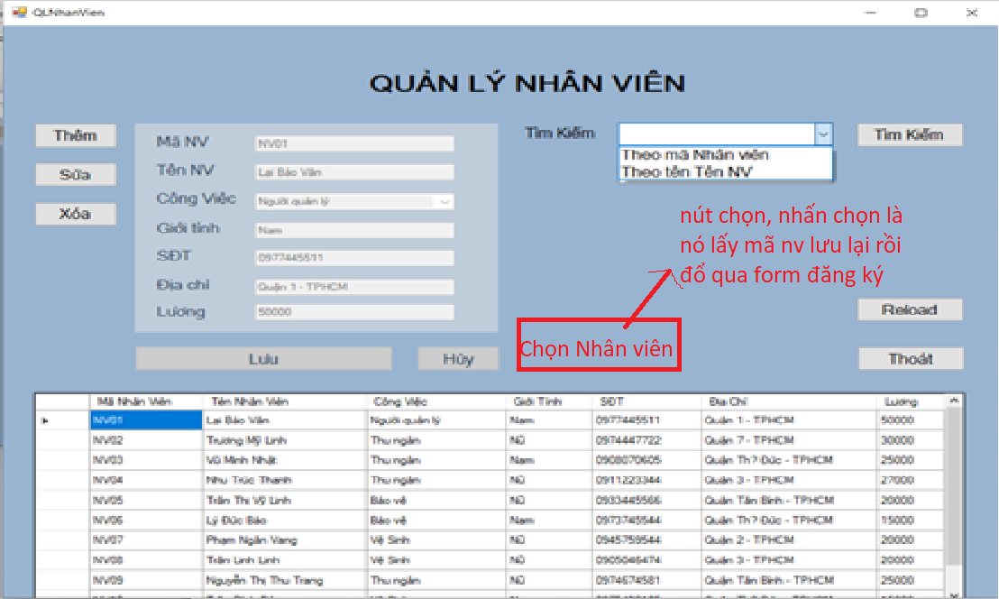 QLNhanVien
QUẢN LÝ NHÂN VIÊN
Thêm
Sửa
Xóa
Mã NV NV01
Tên NV Lại Bảo Vân
Công Việc Người quản lý
Giới tính Nam
SĐT 0977445511
Địa chỉ Quận 1 - TPHCM
Lương 50000
Lưu Hủy
Tìm Kiếm Tìm Kiếm
Theo mã Nhân viên
Theo tên Tên NV
nút chọn, nhấn chọn là
nó lấy mã nv lưu lại rồi
đổ qua form đăng ký
Chọn Nhân viên
Reload
Thoát
Mã Nhân Viên Tên Nhân Viên Công Việc Giới Tính SĐT Địa Chỉ Lương
NV01 Lại Bảo Vân Người quản lý Nam 0977445511 Quận 1 - TPHCM 50000
NV02 Trương Mỹ Linh Thu ngân Nữ 0974447722 Quận 7 - TPHCM 30000
NV03 Vũ Minh Nhật Thu ngân Nam 0908070605 Quận Th? Đức - TPHCM 25000
NV04 Nhu Trúc Thanh Thu ngân Nữ 0911223344 Quận 3 - TPHCM 27000
NV05 Trần Thị Vỹ Linh Bảo vệ Nữ 0933445566 Quận Tân Bình - TPHCM 20000
NV06 Lý Đức Bảo Bảo vệ Nam 0973745544 Quận Th? Đức - TPHCM 15000
NV07 Phạm Ngân Vang Vệ Sinh Nữ 0945759544 Quận 2 - TPHCM 20000
NV08 Trần Linh Linh Vệ Sinh Nữ 0905046474 Quận 3 - TPHCM 20000
NV09 Nguyễn Thị Thu Trang Thu ngân Nữ 0974674581 Quận Tân Bình - TPHCM 25000